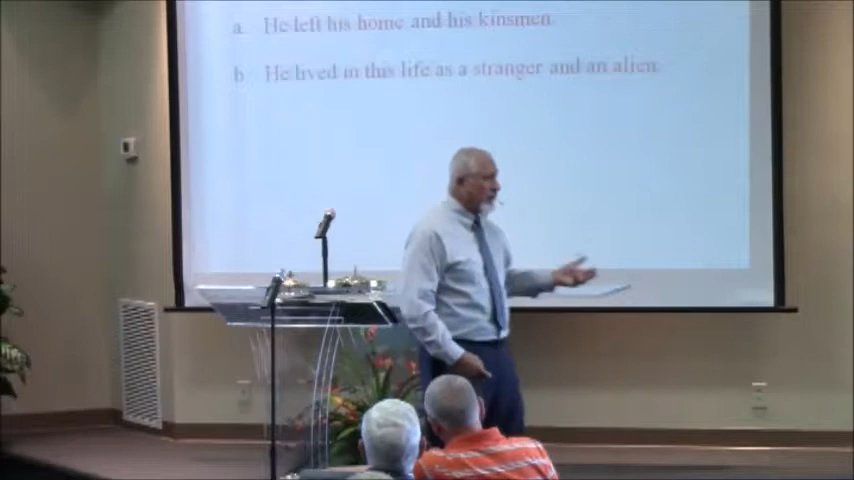 a. He left his home and his kinsmen.
b. He lived in this life as a stranger and an alien.